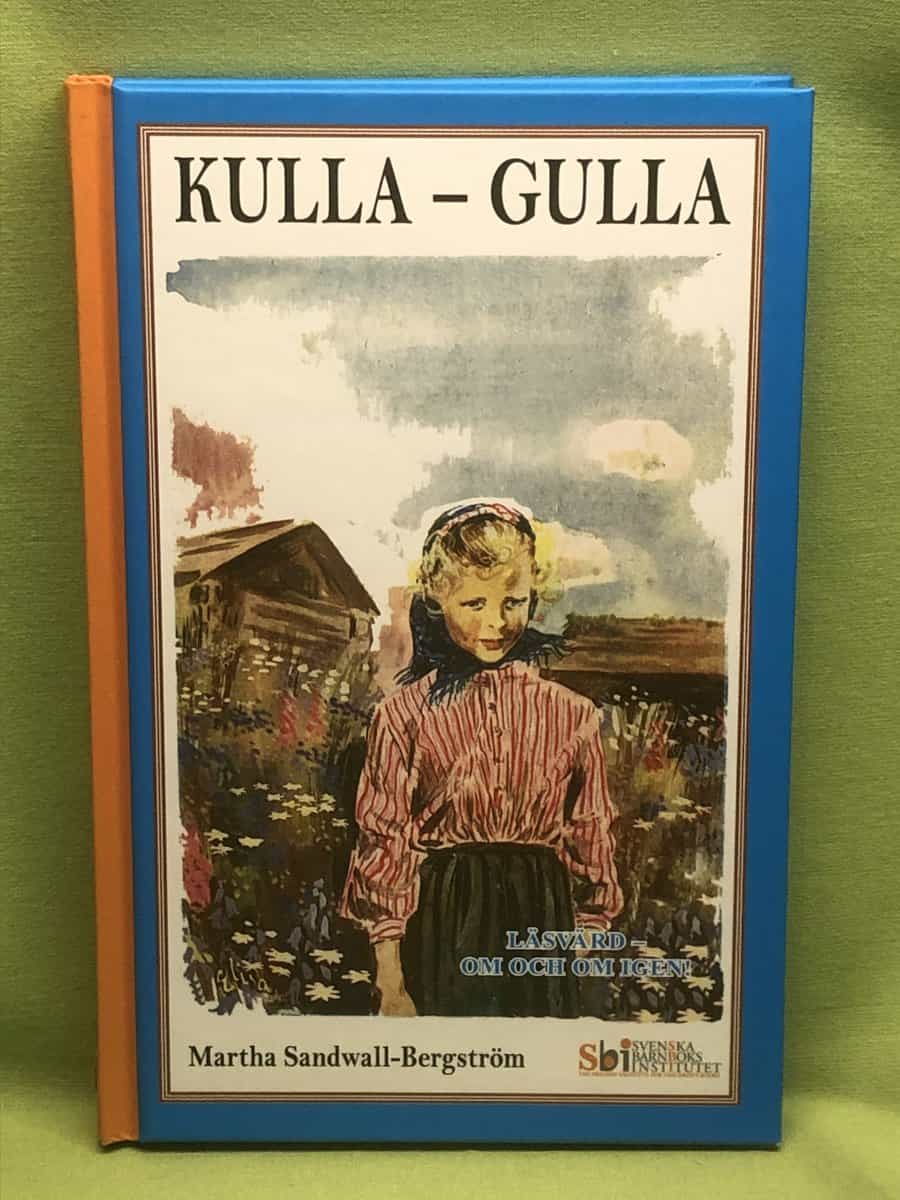 KULLA – GULLA
LÄSVÄRD –
OM OCH OM IGEN!
Martha Sandwall-Bergström
Sbi SVENSKA
BARNBOKS
INSTITUTET